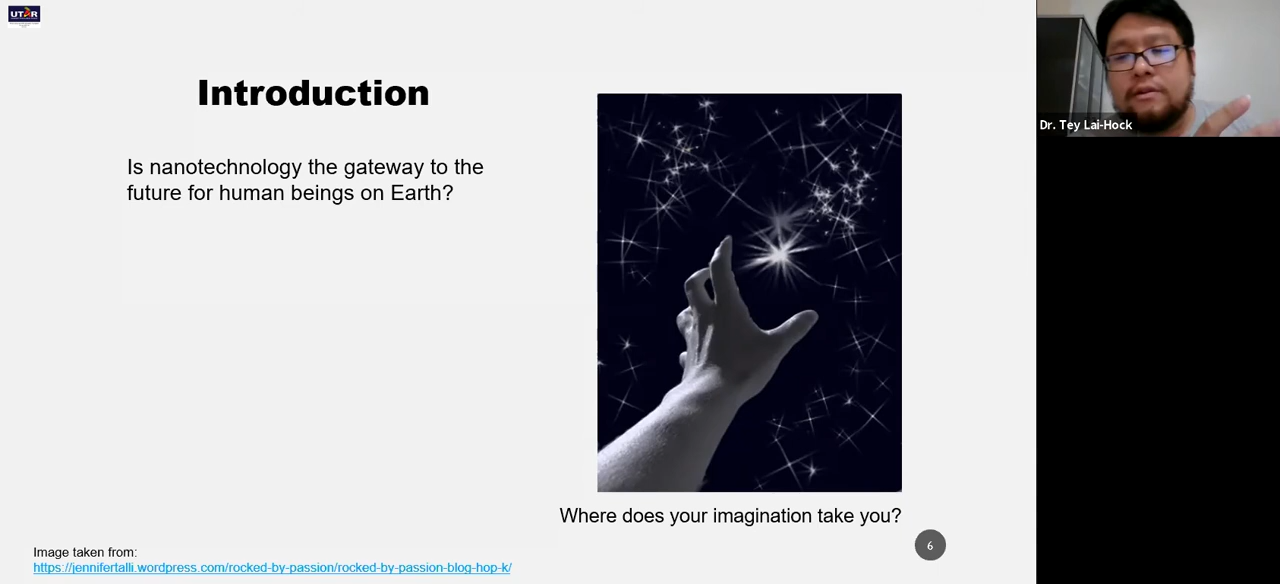 UTAR
Introduction
Is nanotechnology the gateway to the
future for human beings on Earth?
Where does your imagination take you?
6
Image taken from:
https://jennifertalli.wordpress.com/rocked-by-passion/rocked-by-passion-blog-hop-k/
Dr. Tey Lai-Hock